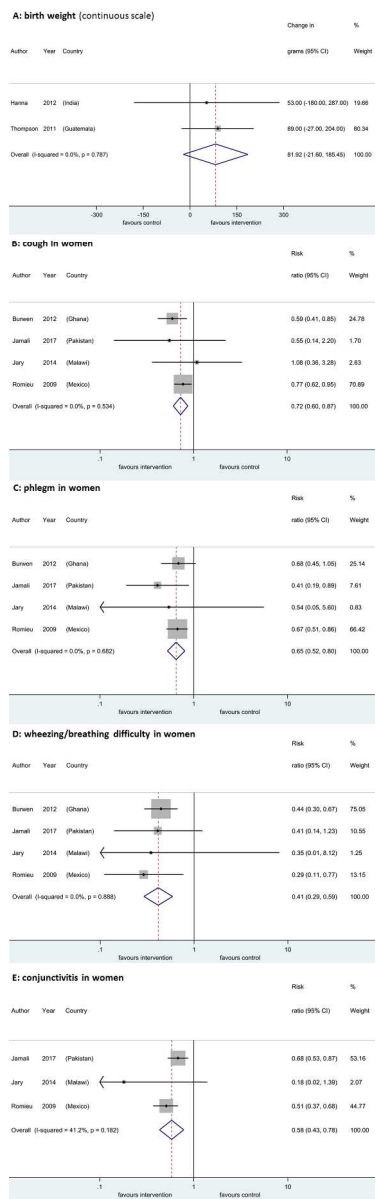 A: birth weight (continuous scale)
Change in %
Author Year Country grams (95% CI) Weight
Hanna 2012 (India) 53.00 (-180.00, 287.00) 19.66
Thompson 2011 (Guatemala) 89.00 (-27.00, 204.00) 80.34
Overall (I-squared = 0.0%, p = 0.787) 81.92 (-21.60, 185.45) 100.00
-300 -150 0 150 300
favours control favours intervention
B: cough in women
Risk %
Author Year Country ratio (95% CI) Weight
Burwen 2012 (Ghana) 0.59 (0.41, 0.85) 24.78
Jamali 2017 (Pakistan) 0.55 (0.14, 2.20) 1.70
Jary 2014 (Malawi) 1.08 (0.36, 3.28) 2.63
Romieu 2009 (Mexico) 0.77 (0.62, 0.95) 70.89
Overall (I-squared = 0.0%, p = 0.534) 0.72 (0.60, 0.87) 100.00
.1 1 10
favours intervention favours control
C: phlegm in women
Risk %
Author Year Country ratio (95% CI) Weight
Burwen 2012 (Ghana) 0.68 (0.45, 1.05) 25.14
Jamali 2017 (Pakistan) 0.41 (0.19, 0.89) 7.61
Jary 2014 (Malawi) 0.54 (0.05, 5.60) 0.83
Romieu 2009 (Mexico) 0.67 (0.51, 0.86) 66.42
Overall (I-squared = 0.0%, p = 0.682) 0.65 (0.52, 0.80) 100.00
.1 1 10
favours intervention favours control
D: wheezing/breathing difficulty in women
Risk %
Author Year Country ratio (95% CI) Weight
Burwen 2012 (Ghana) 0.44 (0.30, 0.67) 75.05
Jamali 2017 (Pakistan) 0.41 (0.14, 1.23) 10.55
Jary 2014 (Malawi) 0.35 (0.01, 8.12) 1.25
Romieu 2009 (Mexico) 0.29 (0.11, 0.77) 13.15
Overall (I-squared = 0.0%, p = 0.888) 0.41 (0.29, 0.59) 100.00
.1 1 10
favours intervention favours control
E: conjunctivitis in women
Risk %
Author Year Country ratio (95% CI) Weight
Jamali 2017 (Pakistan) 0.68 (0.53, 0.87) 53.16
Jary 2014 (Malawi) 0.18 (0.02, 1.39) 2.07
Romieu 2009 (Mexico) 0.51 (0.37, 0.68) 44.77
Overall (I-squared = 41.2%, p = 0.182) 0.58 (0.43, 0.78) 100.00
.1 1 10
favours intervention favours control